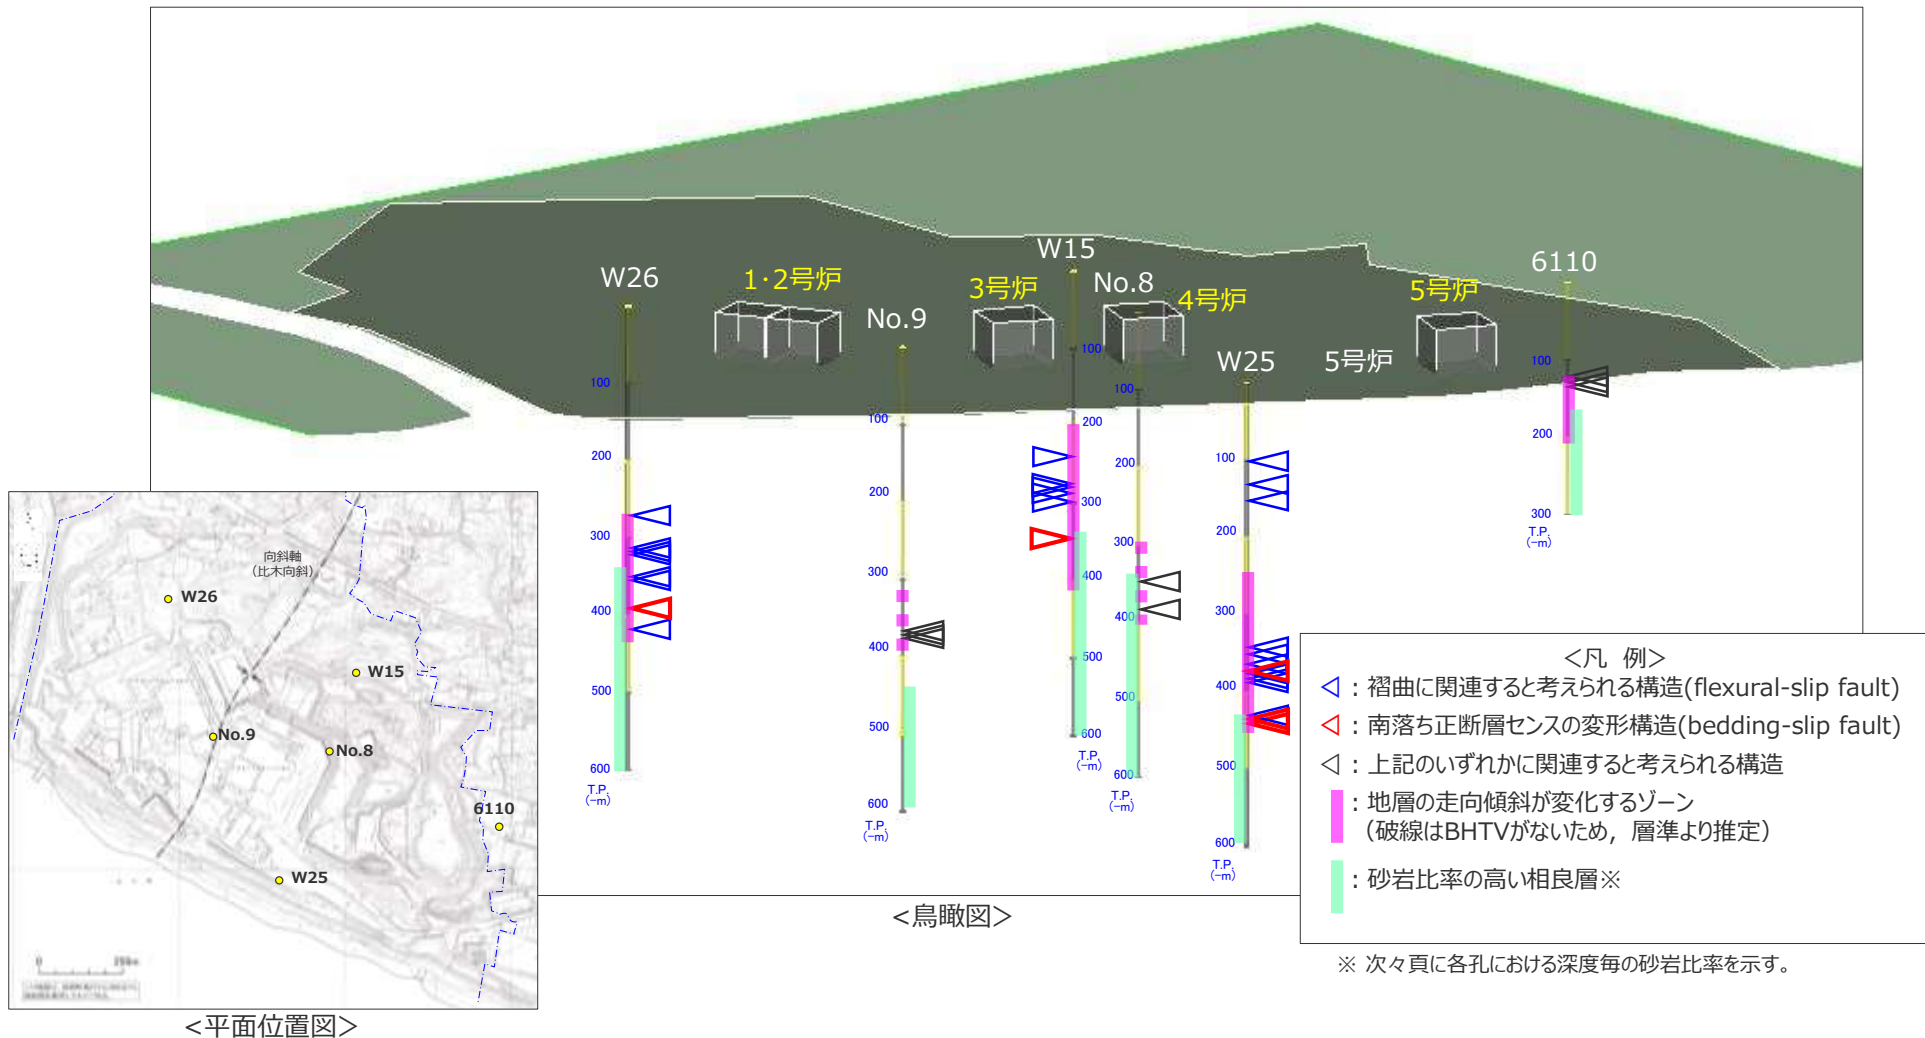 W26
1･2号炉
No.9
3号炉
W15
No.8
4号炉
W25
5号炉
5号炉
6110
100
200
300
400
500
600
T.P.
(−m)
100
200
300
400
500
600
T.P.
(−m)
100
200
300
400
500
600
T.P.
(−m)
100
200
300
400
500
600
T.P.
(−m)
100
200
300
400
500
600
T.P.
(−m)
100
200
300
T.P.
(−m)
向斜軸
(比木向斜)
W26
W15
No.9
No.8
6110
W25
0
<平面位置図>
<鳥瞰図>
<凡 例>
◁：褶曲に関連すると考えられる構造(flexural-slip fault)
◁：南落ち正断層センスの変形構造(bedding-slip fault)
◁：上記のいずれかに関連すると考えられる構造
：地層の走向傾斜が変化するゾーン
(破線はBHTVがないため，層準より推定)
：砂岩比率の高い相良層※
※ 次々頁に各孔における深度毎の砂岩比率を示す。